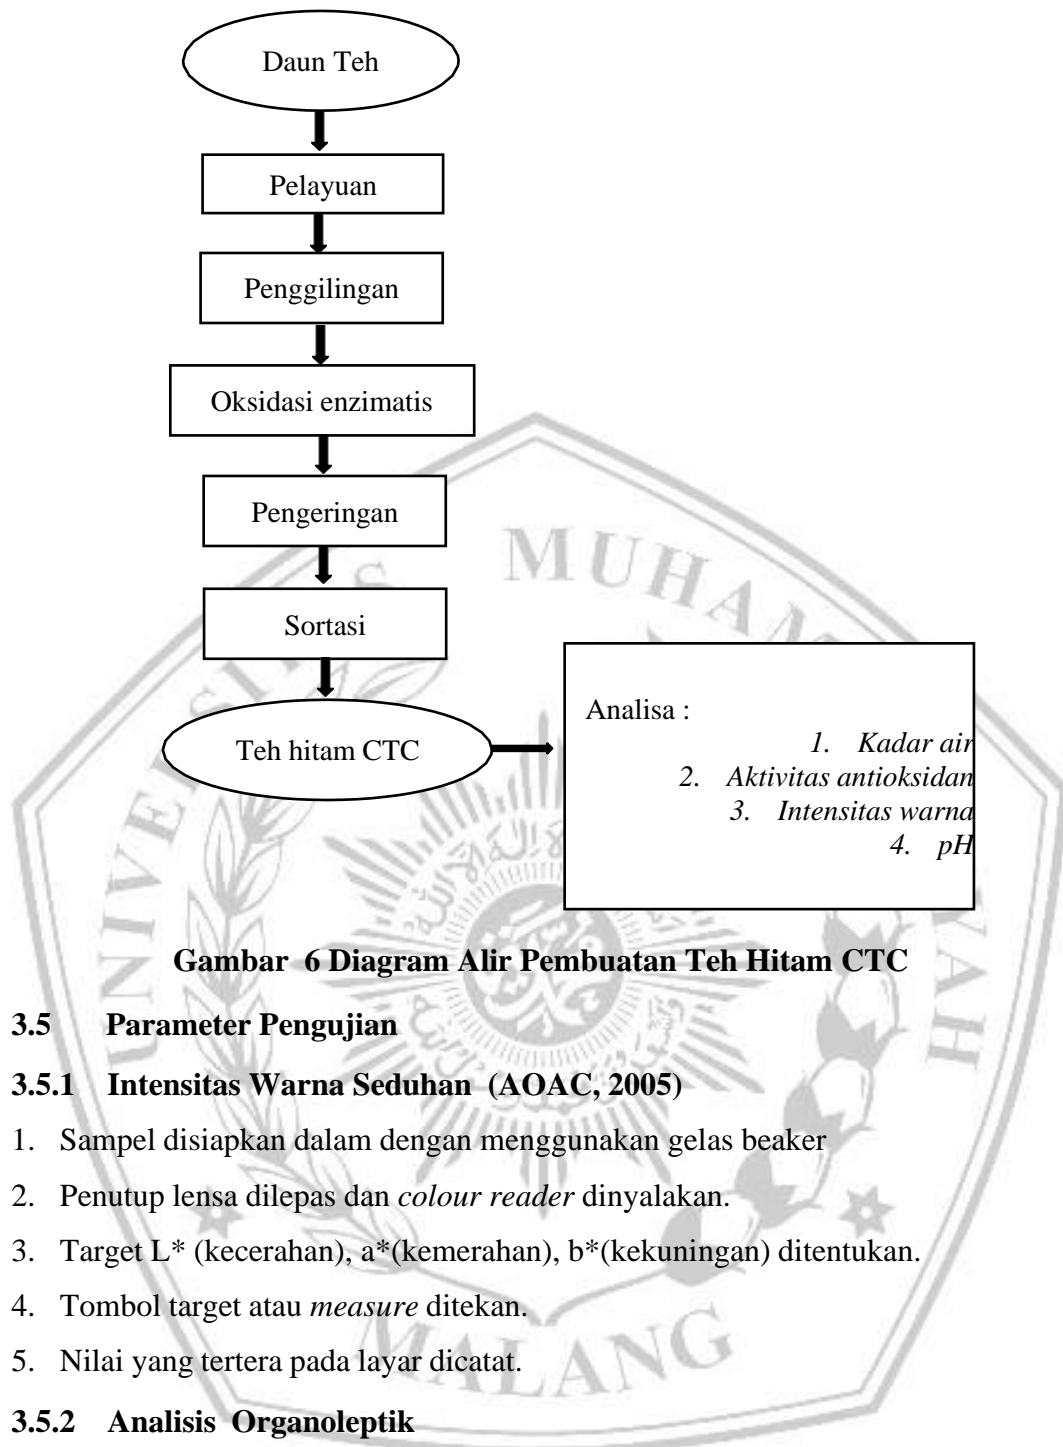 Daun Teh
Pelayuan
Penggilingan
Oksidasi enzimatis
Pengeringan
Sortasi
Teh hitam CTC
Analisa :
1. Kadar air
2. Aktivitas antioksidan
3. Intensitas warna
4. pH
Gambar 6 Diagram Alir Pembuatan Teh Hitam CTC
3.5 Parameter Pengujian
3.5.1 Intensitas Warna Seduhan (AOAC, 2005)
1. Sampel disiapkan dalam dengan menggunakan gelas beaker
2. Penutup lensa dilepas dan colour reader dinyalakan.
3. Target L* (kecerahan), a*(kemerahan), b*(kekuningan) ditentukan.
4. Tombol target atau measure ditekan.
5. Nilai yang tertera pada layar dicatat.
3.5.2 Analisis Organoleptik
MALANG